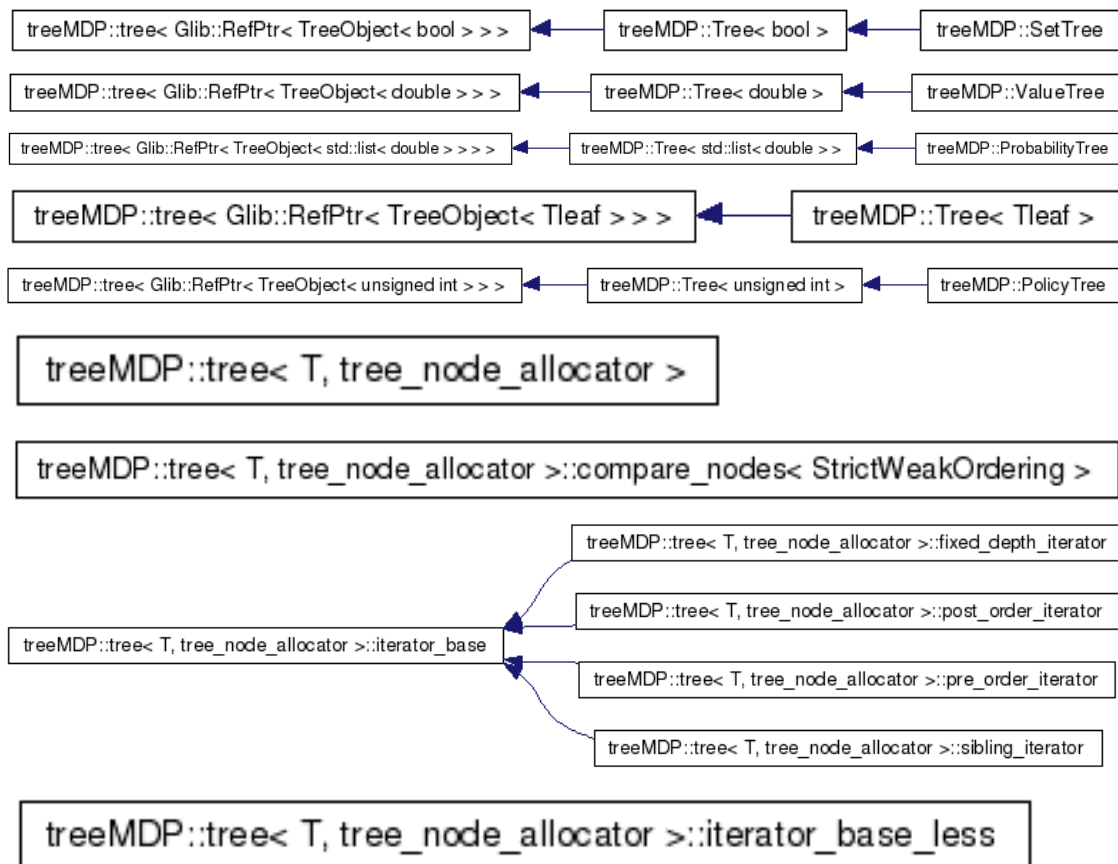 treeMDP::tree< Glib::RefPtr< TreeObject< bool > > > treeMDP::Tree< bool > treeMDP::SetTree
treeMDP::tree< Glib::RefPtr< TreeObject< double > > > treeMDP::Tree< double > treeMDP::ValueTree
treeMDP::tree< Glib::RefPtr< TreeObject< std::list< double > > > > treeMDP::Tree< std::list< double > > treeMDP::ProbabilityTree
treeMDP::tree< Glib::RefPtr< TreeObject< Tleaf > > > treeMDP::Tree< Tleaf >
treeMDP::tree< Glib::RefPtr< TreeObject< unsigned int > > > treeMDP::Tree< unsigned int > treeMDP::PolicyTree
treeMDP::tree< T, tree_node_allocator >
treeMDP::tree< T, tree_node_allocator >::compare_nodes< StrictWeakOrdering >
treeMDP::tree< T, tree_node_allocator >::fixed_depth_iterator
treeMDP::tree< T, tree_node_allocator >::post_order_iterator
treeMDP::tree< T, tree_node_allocator >::iterator_base
treeMDP::tree< T, tree_node_allocator >::pre_order_iterator
treeMDP::tree< T, tree_node_allocator >::sibling_iterator
treeMDP::tree< T, tree_node_allocator >::iterator_base_less